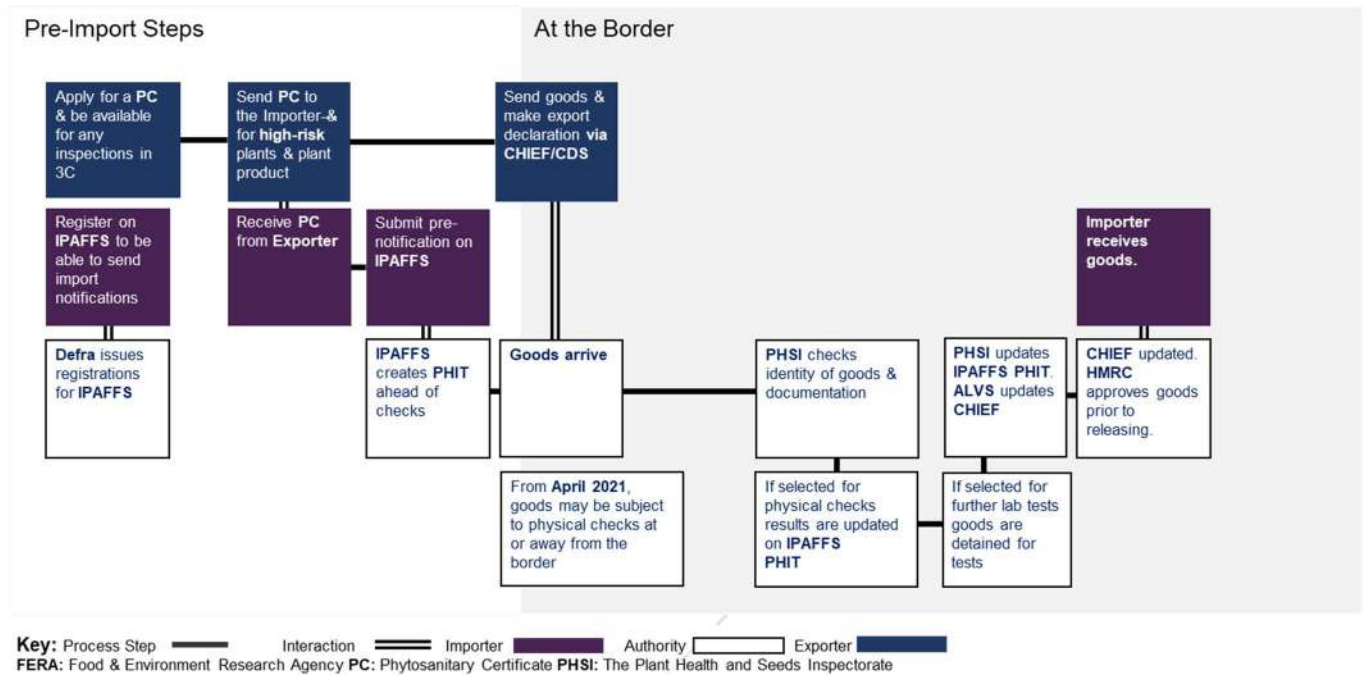 Pre-Import Steps
At the Border
Apply for a PC
& be available
for any
inspections in
3C
Send PC to
the Importer-&
for high-risk
plants & plant
product
Send goods &
make export
declaration via
CHIEF/CDS
Register on
IPAFFS to be
able to send
import
notifications
Receive PC
from Exporter
Submit pre-
notification on
IPAFFS
Importer
receives
goods.
Defra issues
registrations
for IPAFFS
IPAFFS
creates PHIT
ahead of
checks
Goods arrive
PHSI checks
identity of goods &
documentation
PHSI updates
IPAFFS PHIT.
ALVS updates
CHIEF
CHIEF updated.
HMRC
approves goods
prior to
releasing.
From April 2021,
goods may be subject
to physical checks at
or away from the
border
If selected for
physical checks
results are updated
on IPAFFS
PHIT
If selected for
further lab tests
goods are
detained for
tests
Key: Process Step Interaction Importer Authority Exporter
FERA: Food & Environment Research Agency PC: Phytosanitary Certificate PHSI: The Plant Health and Seeds Inspectorate